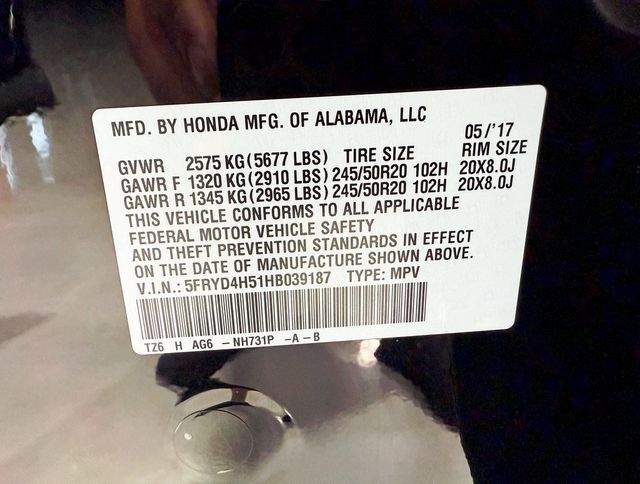 MFD. BY HONDA MFG. OF ALABAMA, LLC
05/'17
GVWR 2575 KG (5677 LBS) TIRE SIZE RIM SIZE
GAWR F 1320 KG (2910 LBS) 245/50R20 102H 20X8.0J
GAWR R 1345 KG (2965 LBS) 245/50R20 102H 20X8.0J
THIS VEHICLE CONFORMS TO ALL APPLICABLE
FEDERAL MOTOR VEHICLE SAFETY
AND THEFT PREVENTION STANDARDS IN EFFECT
ON THE DATE OF MANUFACTURE SHOWN ABOVE.
V.I.N.: 5FRYD4H51HB039187 TYPE: MPV
TZ6 H AG6 - NH731P -A-B